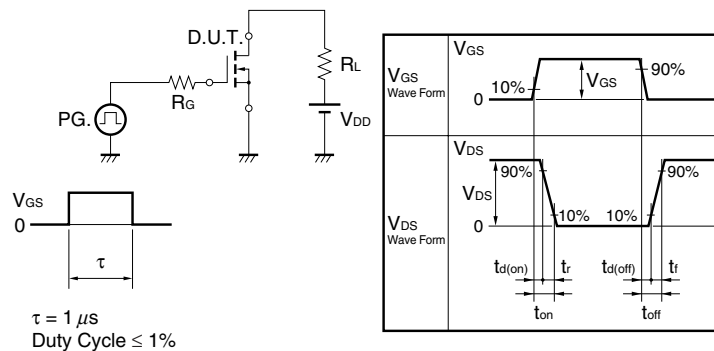 D.U.T.
RL
RG
PG.
VDD
VGS
0
τ
τ = 1 μs
Duty Cycle ≤ 1%
VGS
Wave Form
VGS
10%
VGS
90%
0
VDS
Wave Form
VDS
90%
VDS
90%
10%
10%
0
td(on)
tr
td(off)
tf
ton
toff